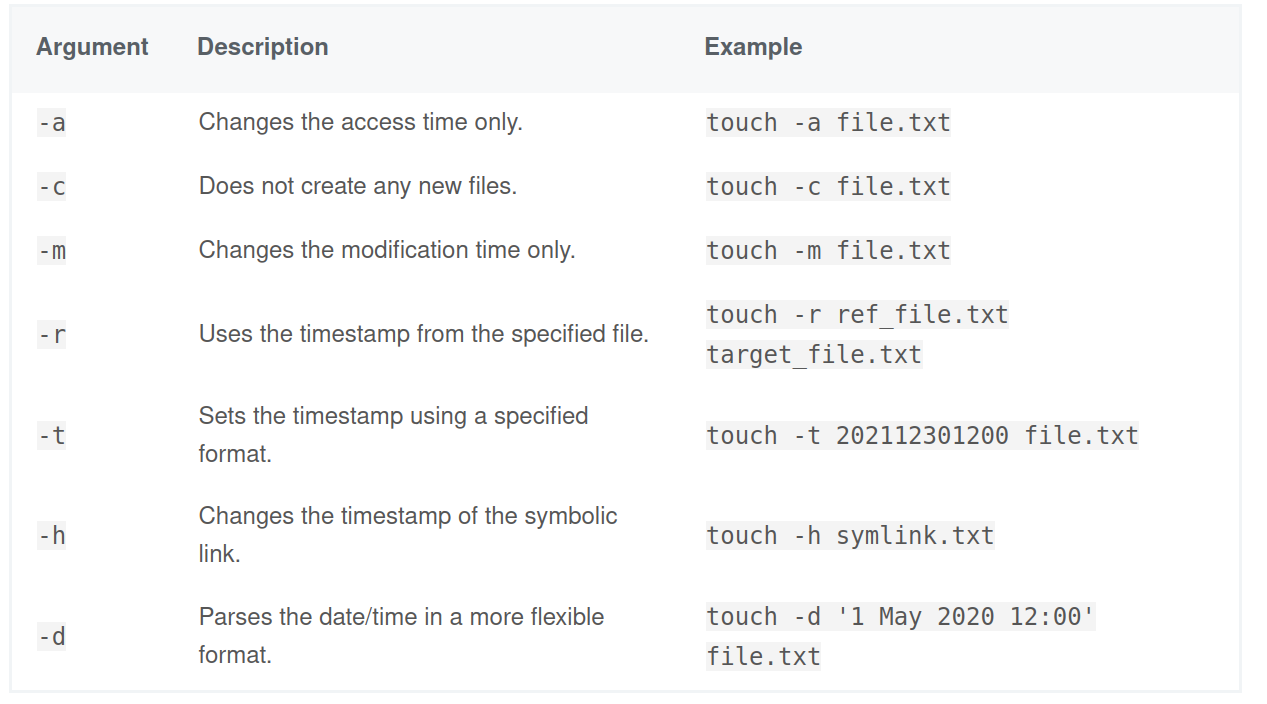 Argument Description Example
-a Changes the access time only. touch -a file.txt
-c Does not create any new files. touch -c file.txt
-m Changes the modification time only. touch -m file.txt
-r Uses the timestamp from the specified file. touch -r ref_file.txt
target_file.txt
-t Sets the timestamp using a specified
format. touch -t 202112301200 file.txt
-h Changes the timestamp of the symbolic
link. touch -h symlink.txt
-d Parses the date/time in a more flexible
format. touch -d '1 May 2020 12:00'
file.txt